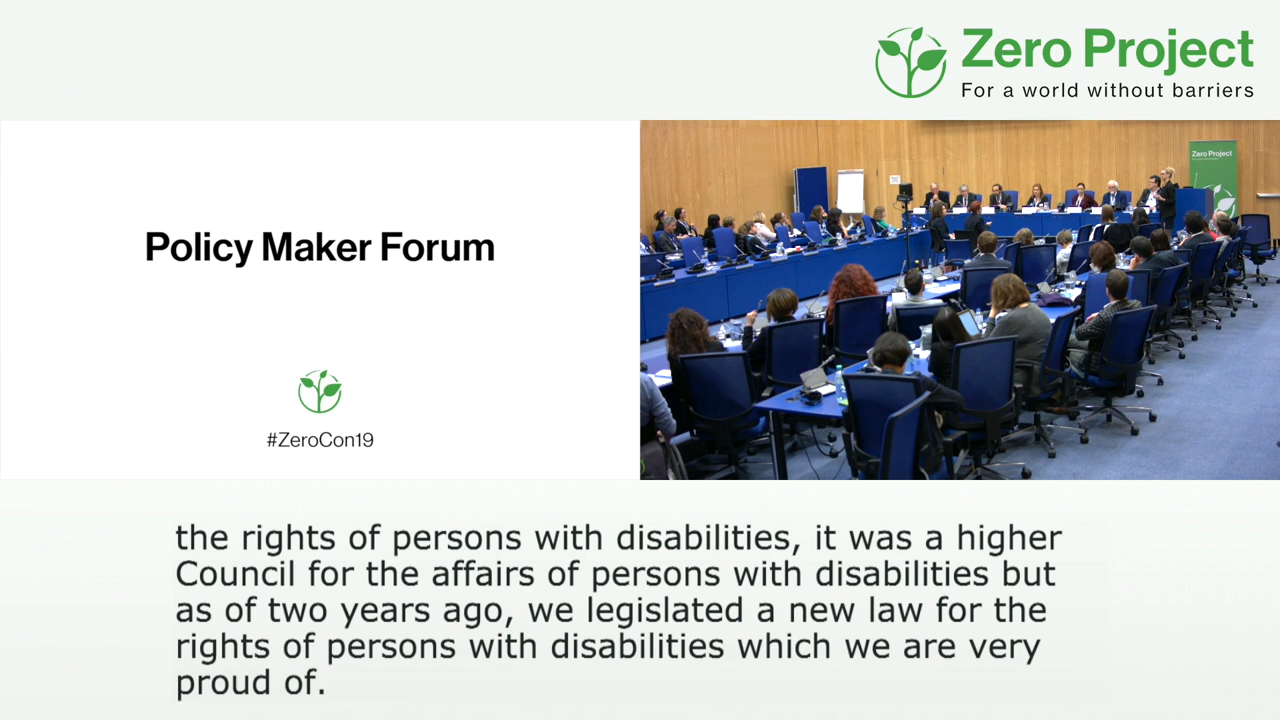 Zero Project
For a world without barriers
Policy Maker Forum
Zero Project
#ZeroCon19
the rights of persons with disabilities, it was a higher
Council for the affairs of persons with disabilities but
as of two years ago, we legislated a new law for the
rights of persons with disabilities which we are very
proud of.